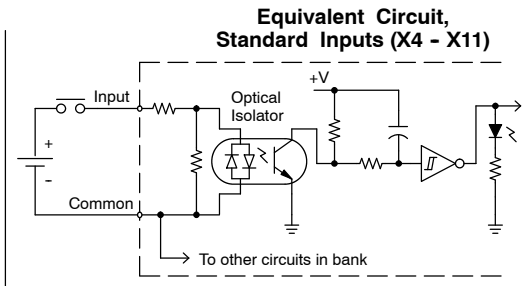 Equivalent Circuit,
Standard Inputs (X4 - X11)
+V
Input
Optical
Isolator
+
-
Common
To other circuits in bank